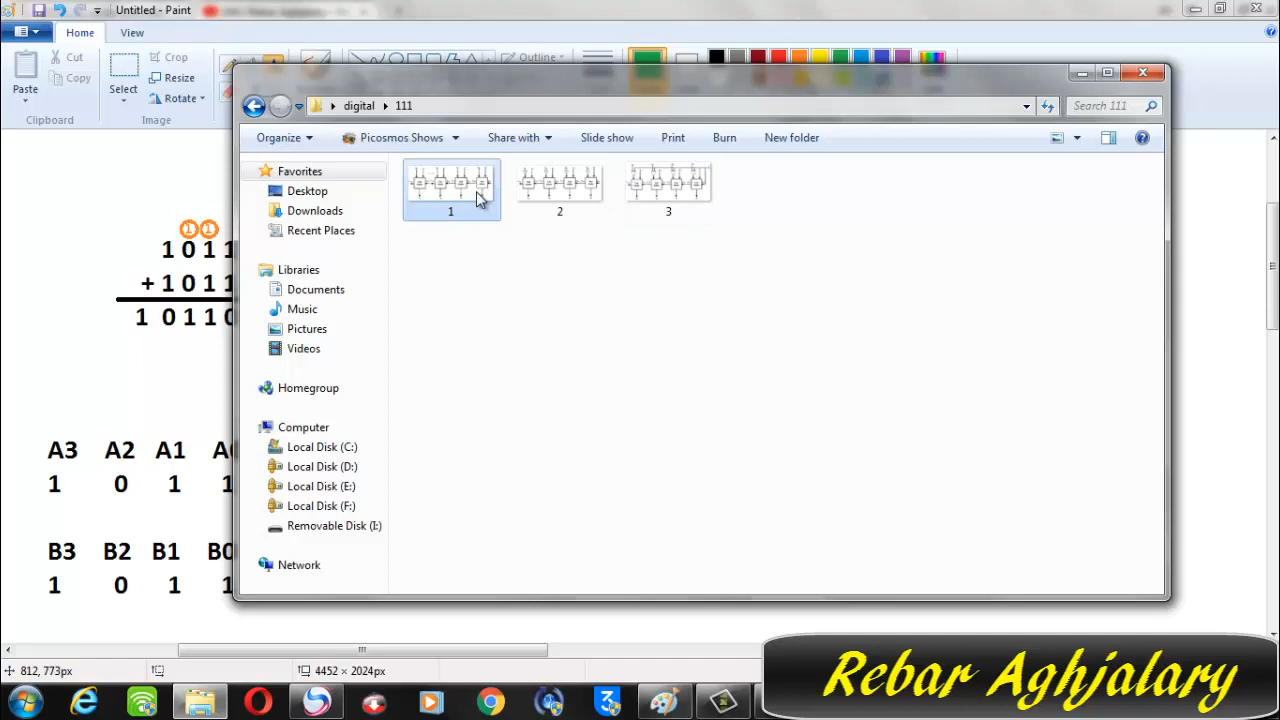 Untitled - Paint
Home
View
Paste
Cut
Copy
Clipboard
Select
Crop
Resize
Rotate
Image
Outline
digital
111
Search 111
Organize
Picosmos Shows
Share with
Slide show
Print
Burn
New folder
Favorites
Desktop
Downloads
Recent Places
Libraries
Documents
Music
Pictures
Videos
Homegroup
Computer
Local Disk (C:)
Local Disk (D:)
Local Disk (E:)
Local Disk (F:)
Removable Disk (I:)
Network
1 2 3
1 1
1 0 1 1
+ 1 0 1 1
1 0 1 1 0
A3 A2 A1
1 0 1 1
B3 B2 B1 B0
1 0 1 1
812, 773px
4452 × 2024px
Rebar Aghjalary